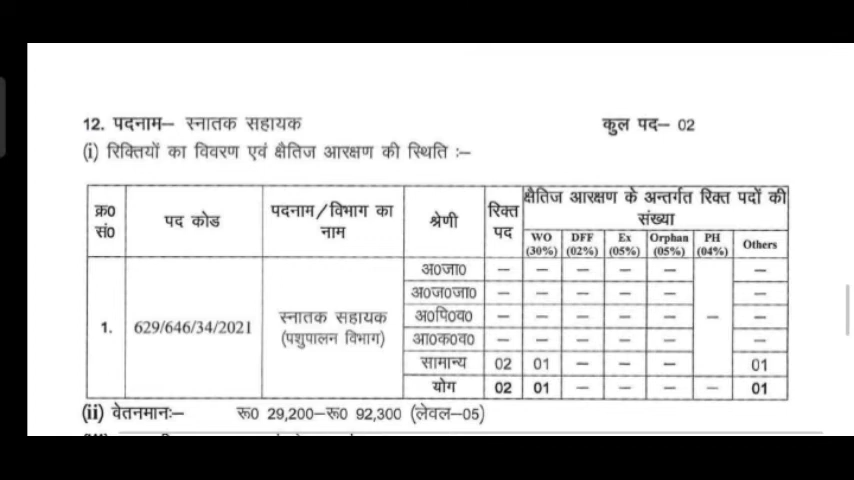 12. पदनाम– स्नातक सहायक कुल पद– 02
(i) रिक्तियों का विवरण एवं क्षैतिज आरक्षण की स्थिति :–
क्र0 सं0 पद कोड पदनाम/विभाग का नाम श्रेणी रिक्त पद क्षैतिज आरक्षण के अन्तर्गत रिक्त पदों की संख्या
WO (30%) DFF (02%) Ex (05%) Orphan (05%) PH (04%) Others
1. 629/646/34/2021 स्नातक सहायक (पशुपालन विभाग)
अ0जा0 – – – – – –
अ0ज0जा0 – – – – – –
अ0पि0व0 – – – – – – –
आ0क0व0 – – – – – –
सामान्य 02 01 – – – 01
योग 02 01 – – – – 01
(ii) वेतनमानः– रू0 29,200–रू0 92,300 (लेवल–05)